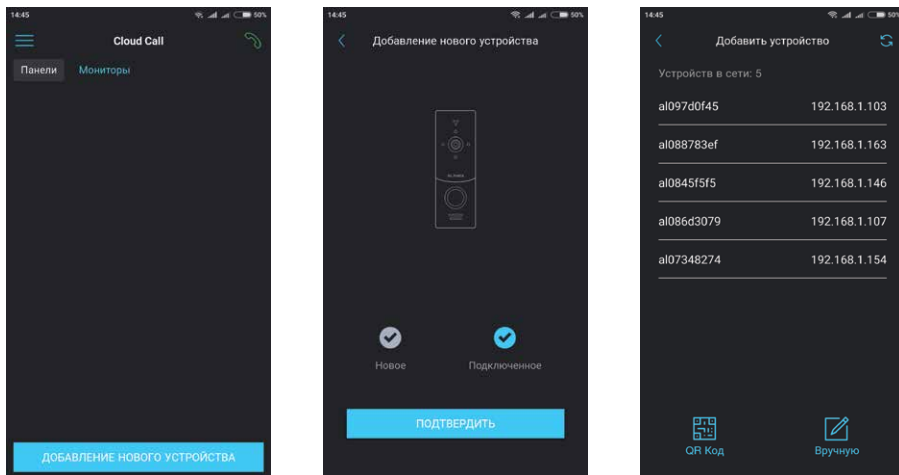 14:45
50%
Cloud Call
Панели Мониторы
ДОБАВЛЕНИЕ НОВОГО УСТРОЙСТВА
14:45
50%
Добавление нового устройства
Новое Подключенное
ПОДТВЕРДИТЬ
14:45
50%
Добавить устройство
Устройств в сети: 5
al097d0f45 192.168.1.103
al088783ef 192.168.1.163
al0845f5f5 192.168.1.146
al086d3079 192.168.1.107
al07348274 192.168.1.154
QR Код Вручную